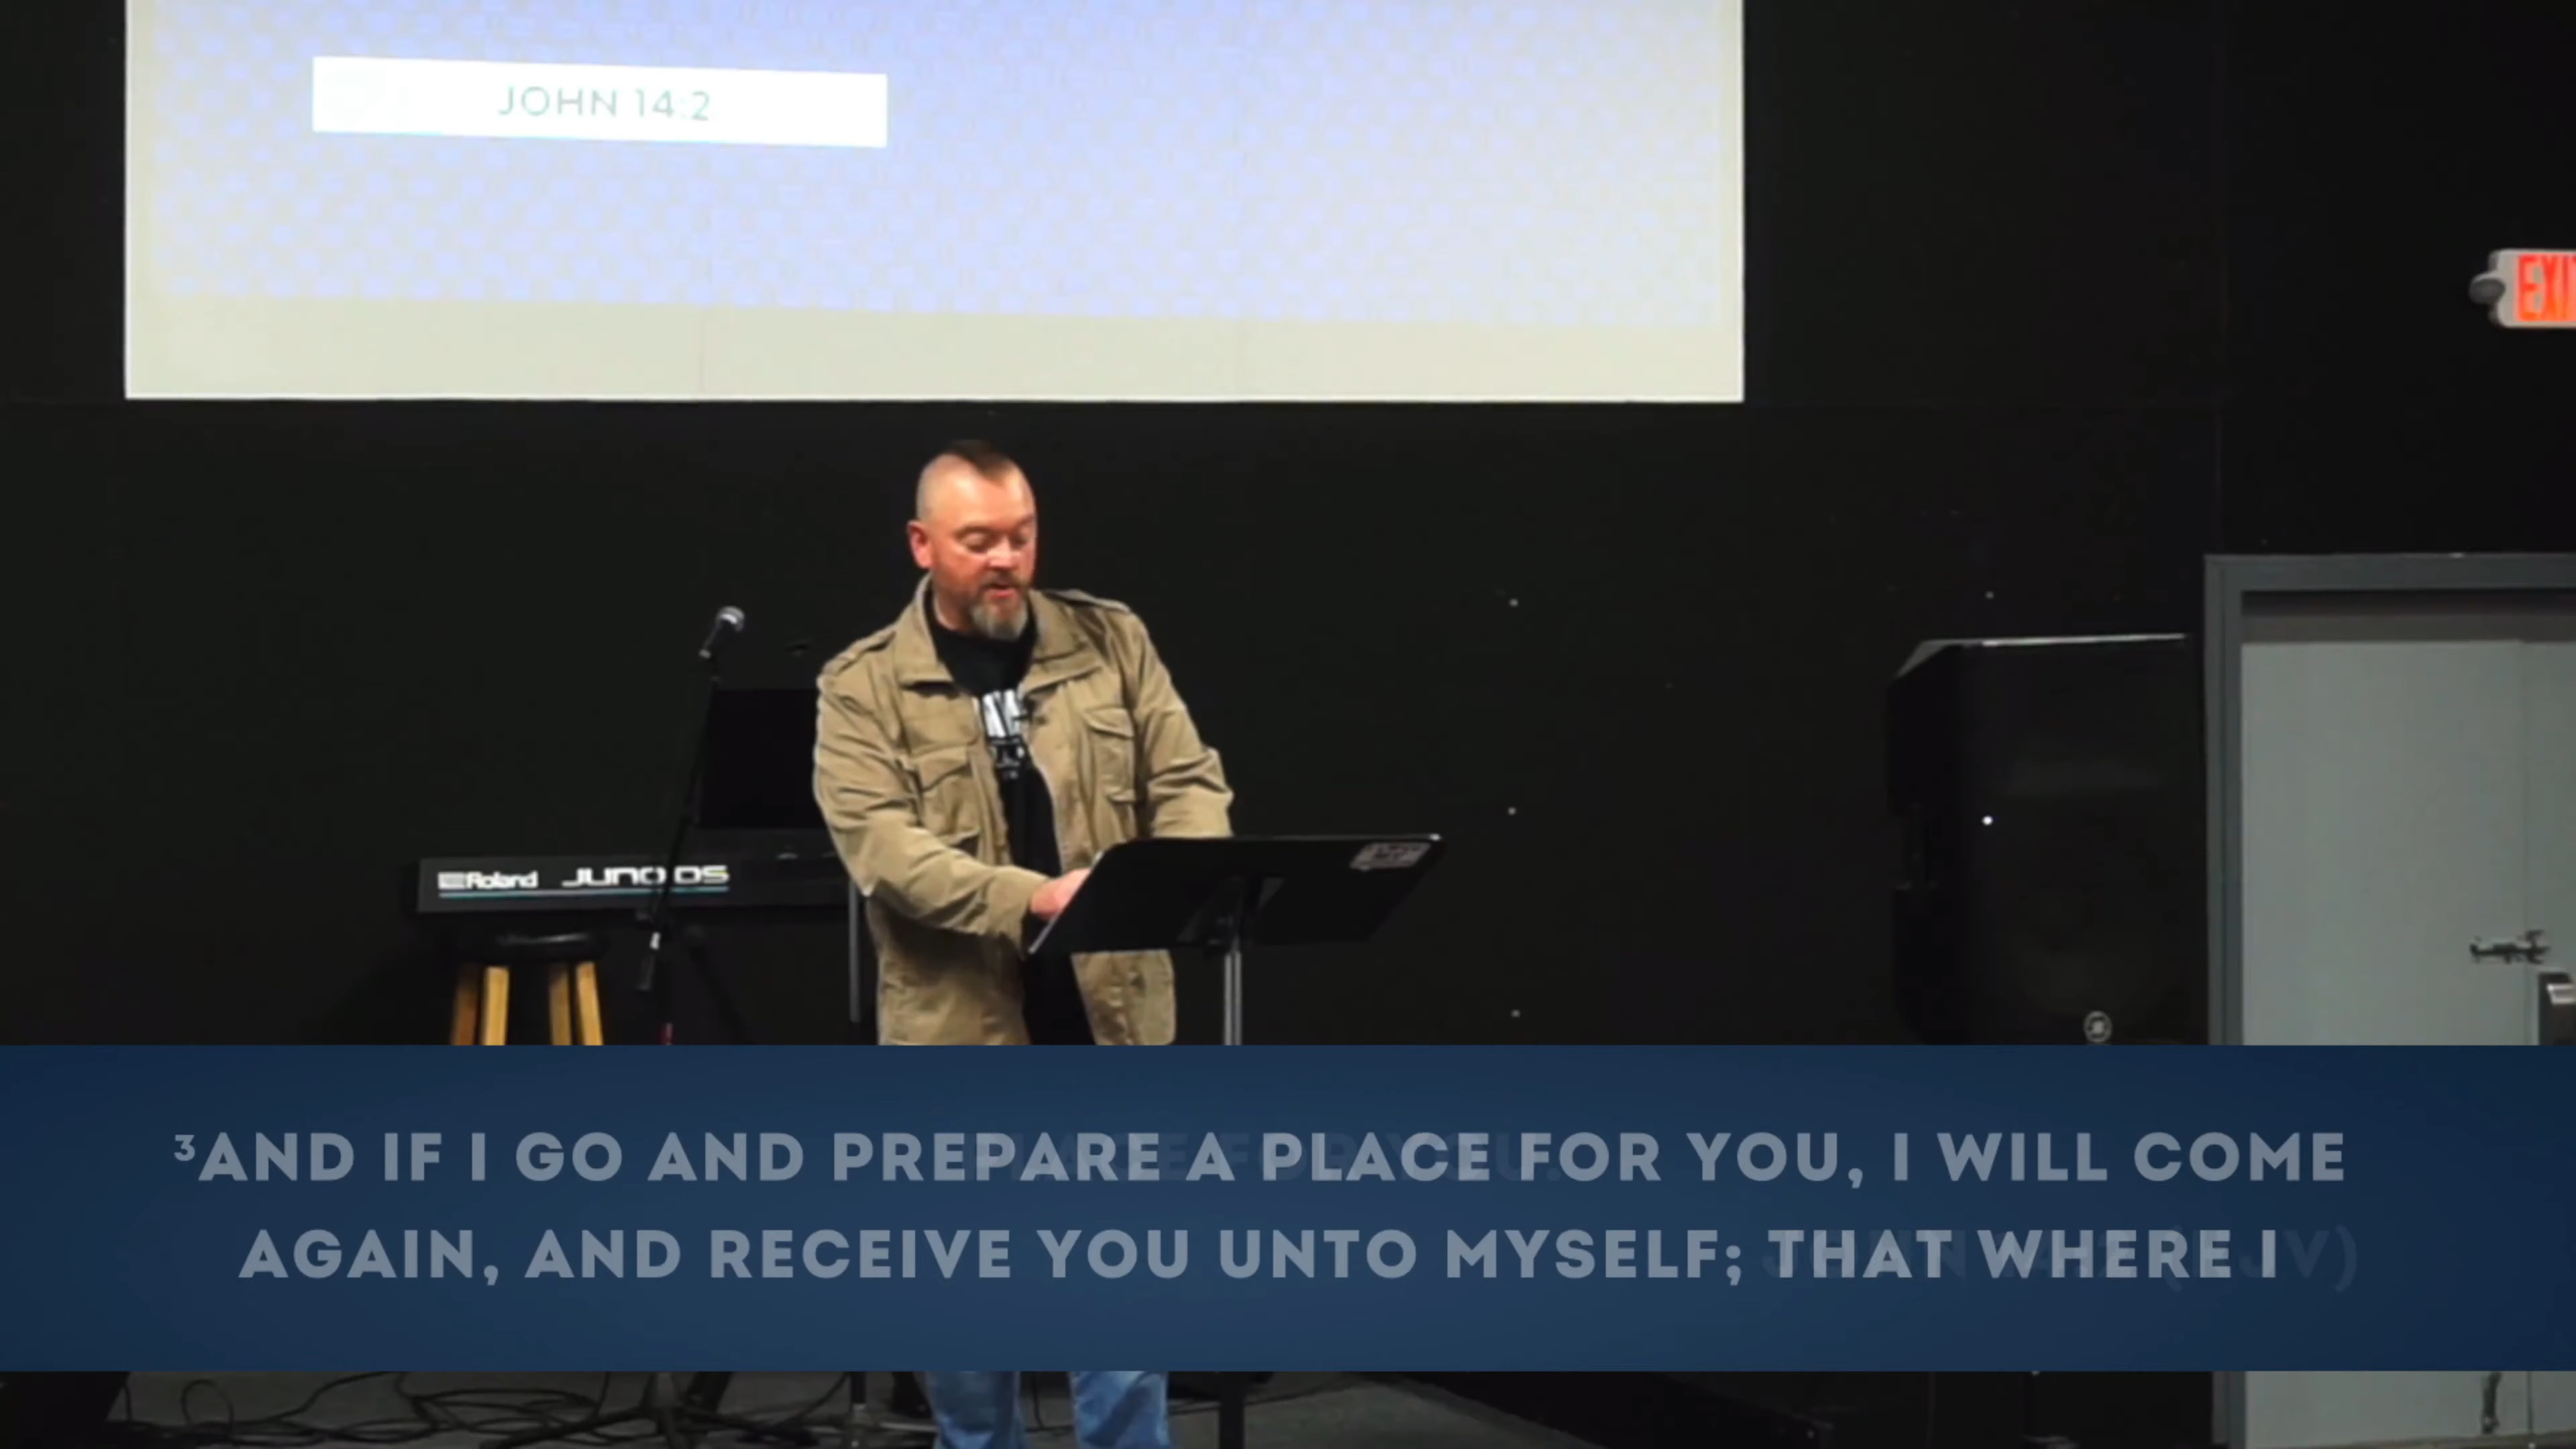 JOHN 14:2
EXI
Roland JUNO DS
³AND IF I GO AND PREPARE A PLACE FOR YOU, I WILL COME
AGAIN, AND RECEIVE YOU UNTO MYSELF; THAT WHERE I